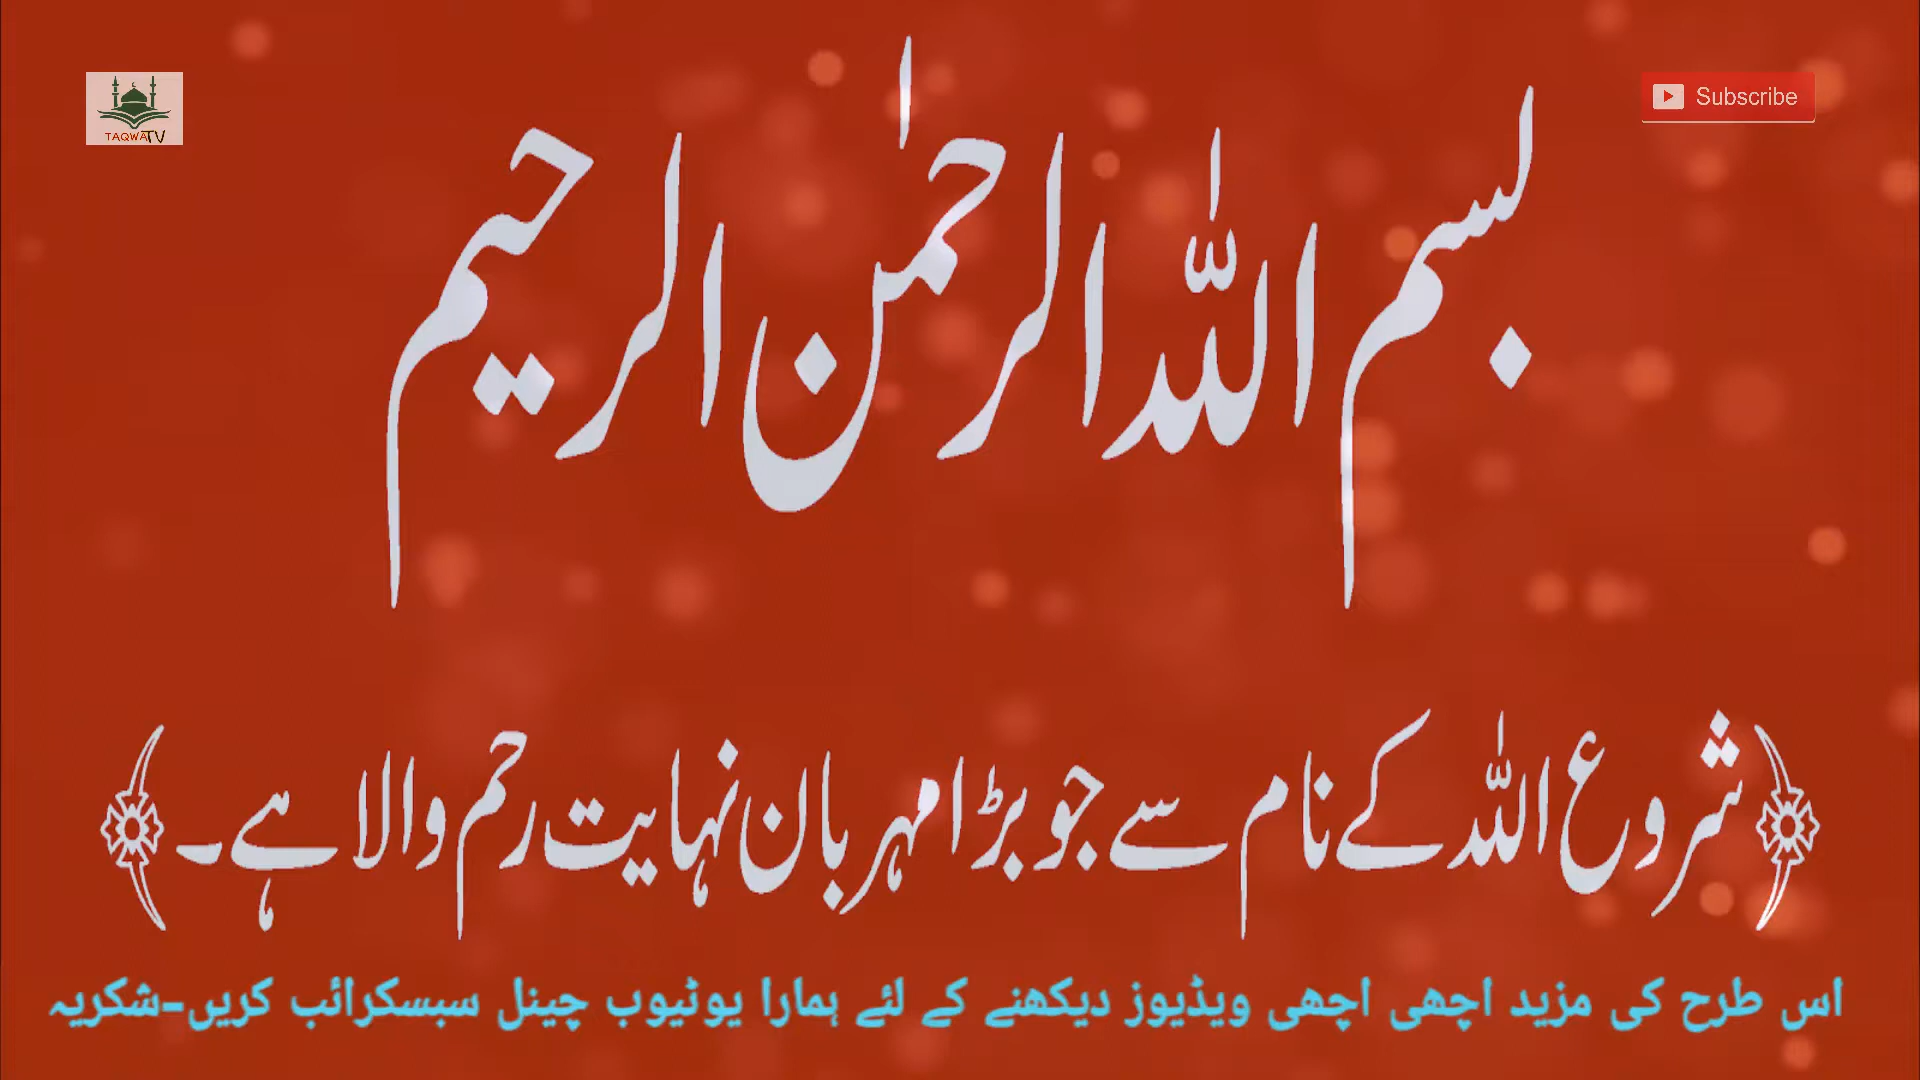 TAQWA TV
Subscribe
بسم اللہ الرحمٰن الرحیم
﴿شروع اللہ کے نام سے جو بڑا مہربان نہایت رحم والا ہے۔﴾
اس طرح کی مزید اچھی اچھی ویڈیوز دیکھنے کے لئے ہمارا یوٹیوب چینل سبسکرائب کریں-شکریہ